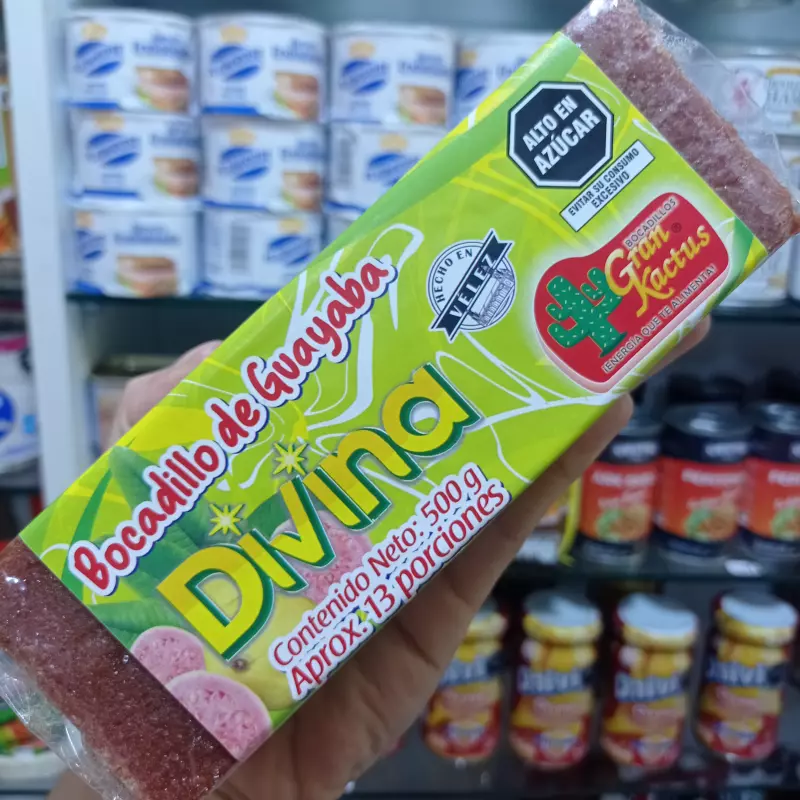 ALTO EN
AZÚCAR
EVITAR SU CONSUMO
EXCESIVO
BOCADILLOS
Gran
Kactus®
¡ENERGÍA QUE TE ALIMENTA!
HECHO EN
VELEZ
Bocadillo de Guayaba
Divina
Contenido Neto: 500 g
Aprox. 13 porciones